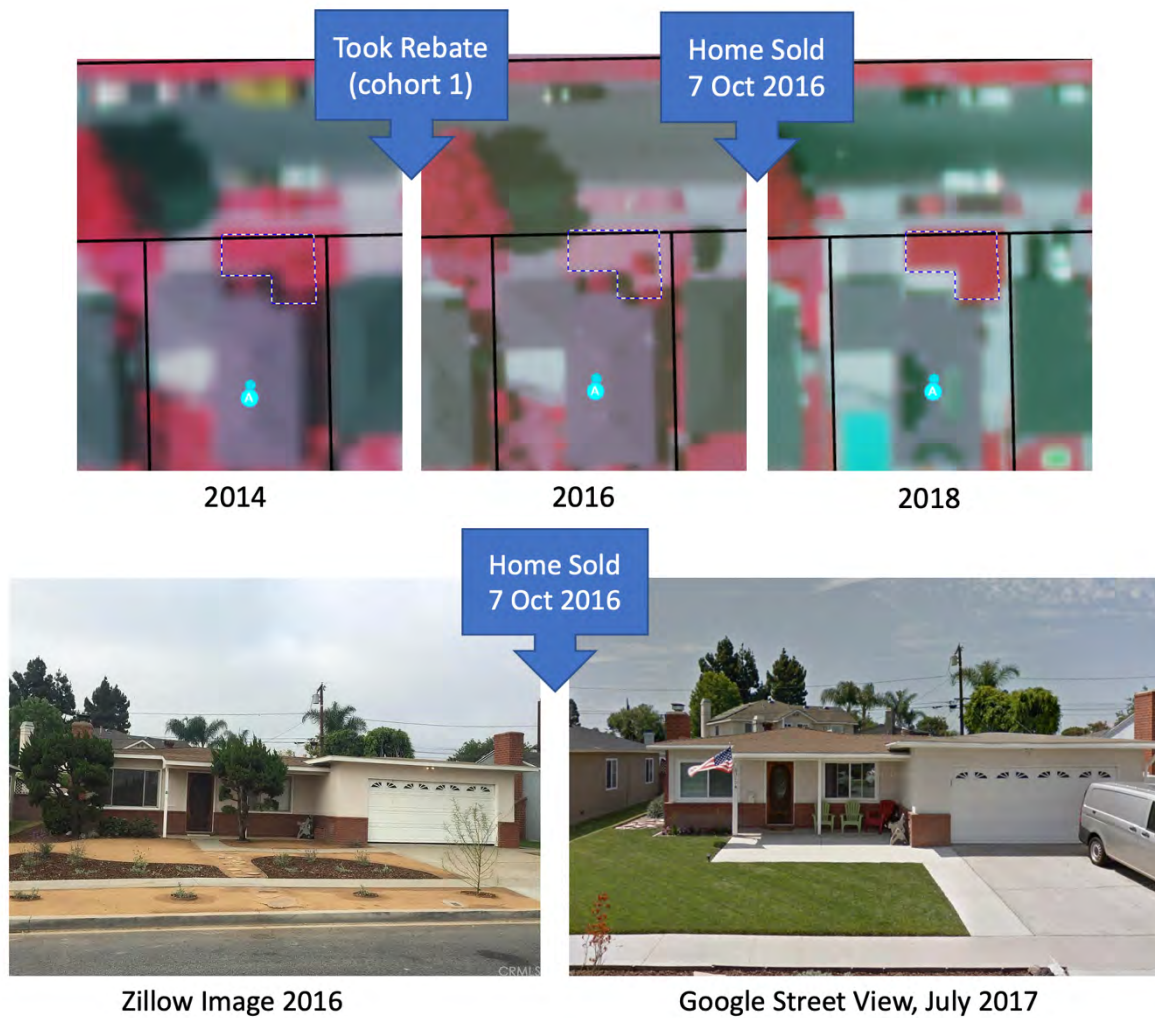 Took Rebate
(cohort 1)
Home Sold
7 Oct 2016
A
A
A
2014
2016
2018
Home Sold
7 Oct 2016
CRMLS
Zillow Image 2016
Google Street View, July 2017